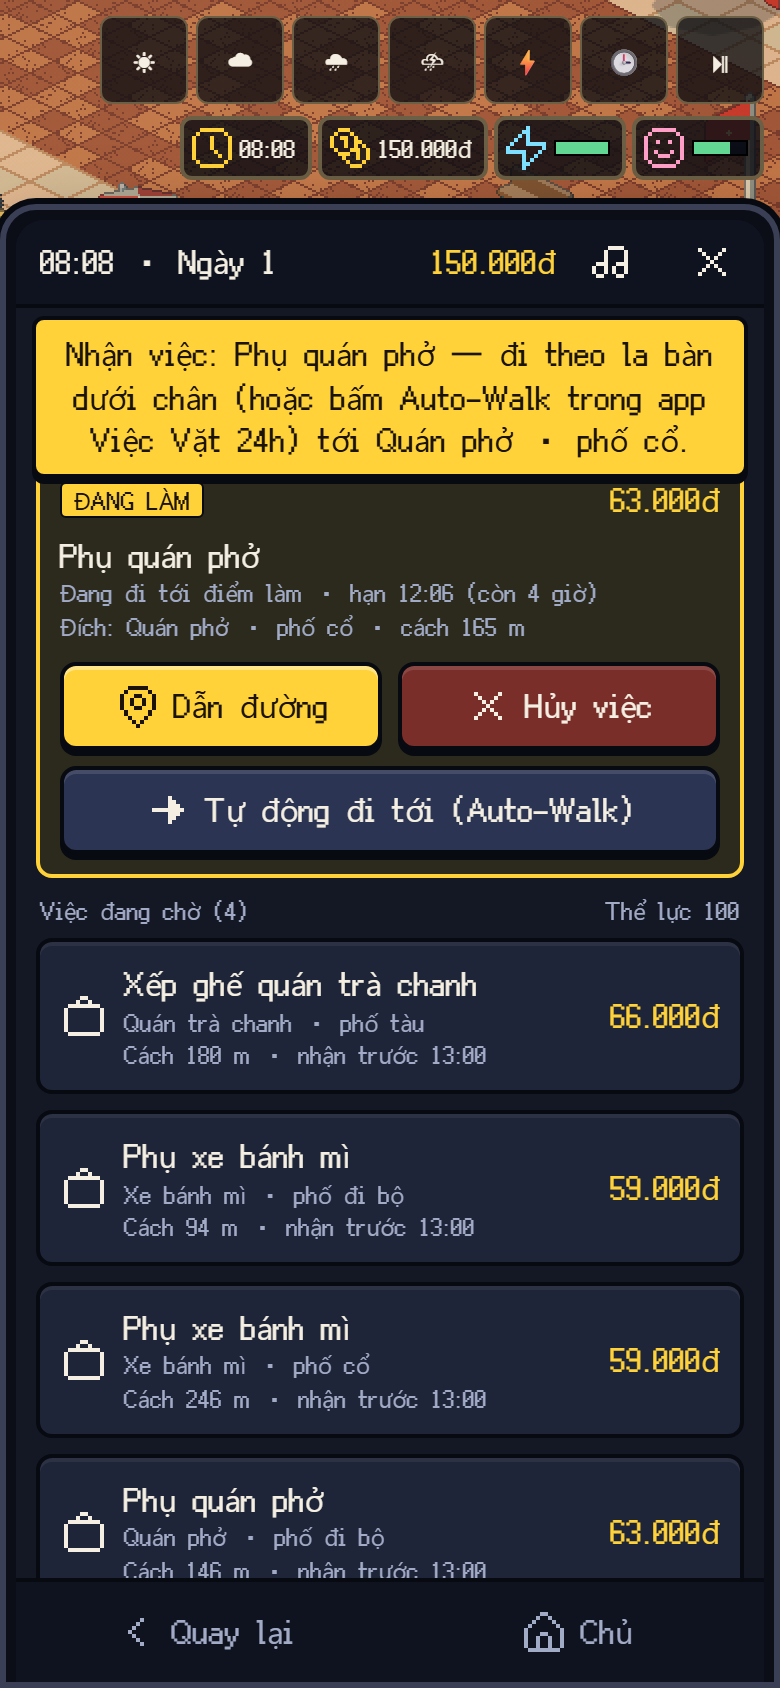 08:08
150.000đ
08:08 · Ngày 1
150.000đ
Nhận việc: Phụ quán phở — đi theo la bàn
dưới chân (hoặc bấm Auto-Walk trong app
Việc Vặt 24h) tới Quán phở · phố cổ.
ĐANG LÀM
63.000đ
Phụ quán phở
Đang đi tới điểm làm · hạn 12:06 (còn 4 giờ)
Đích: Quán phở · phố cổ · cách 165 m
Dẫn đường
Hủy việc
Tự động đi tới (Auto-Walk)
Việc đang chờ (4)
Thể lực 100
Xếp ghế quán trà chanh
Quán trà chanh · phố tàu
Cách 180 m · nhận trước 13:00
66.000đ
Phụ xe bánh mì
Xe bánh mì · phố đi bộ
Cách 94 m · nhận trước 13:00
59.000đ
Phụ xe bánh mì
Xe bánh mì · phố cổ
Cách 246 m · nhận trước 13:00
59.000đ
Phụ quán phở
Quán phở · phố đi bộ
Cách 146 m · nhận trước 13:00
63.000đ
Quay lại
Chủ